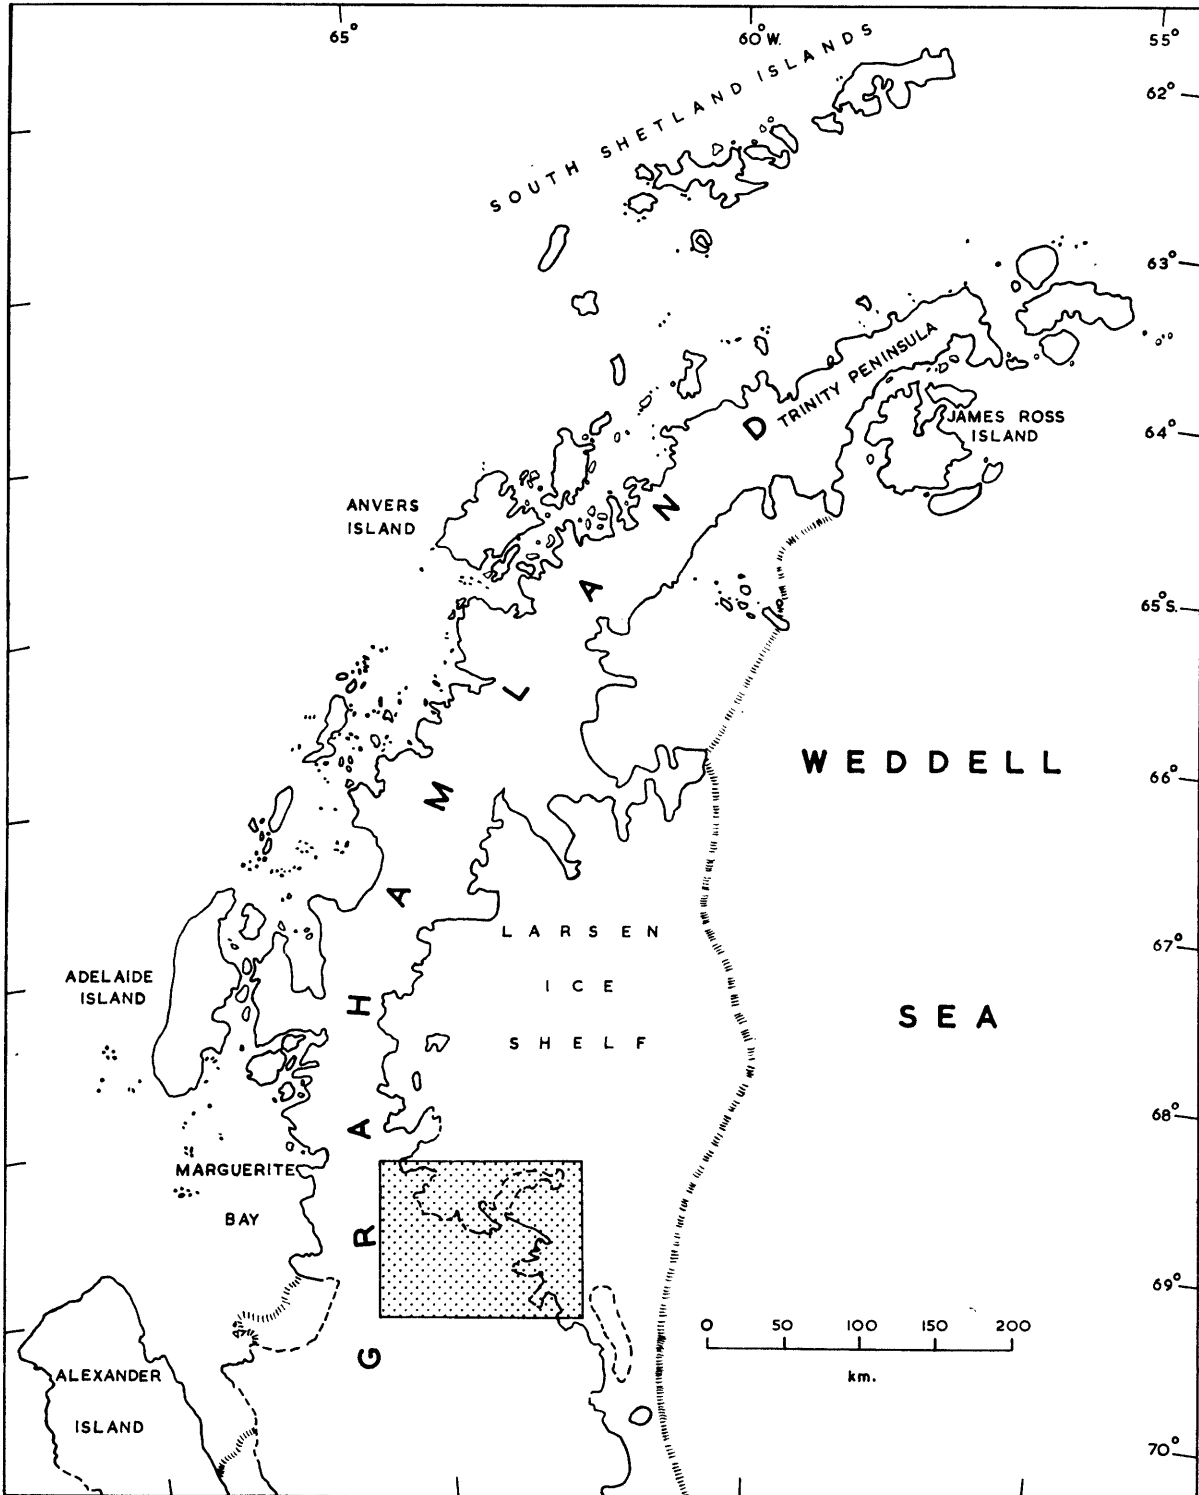 65°
60°W.
55°
SOUTH SHETLAND ISLANDS
62°
63°
TRINITY PENINSULA
JAMES ROSS
ISLAND
64°
ANVERS
ISLAND
65°S.
GRAHAM LAND
WEDDELL
66°
LARSEN
67°
ADELAIDE
ISLAND
ICE
SEA
SHELF
68°
MARGUERITE
BAY
69°
0 50 100 150 200
km.
ALEXANDER
ISLAND
70°